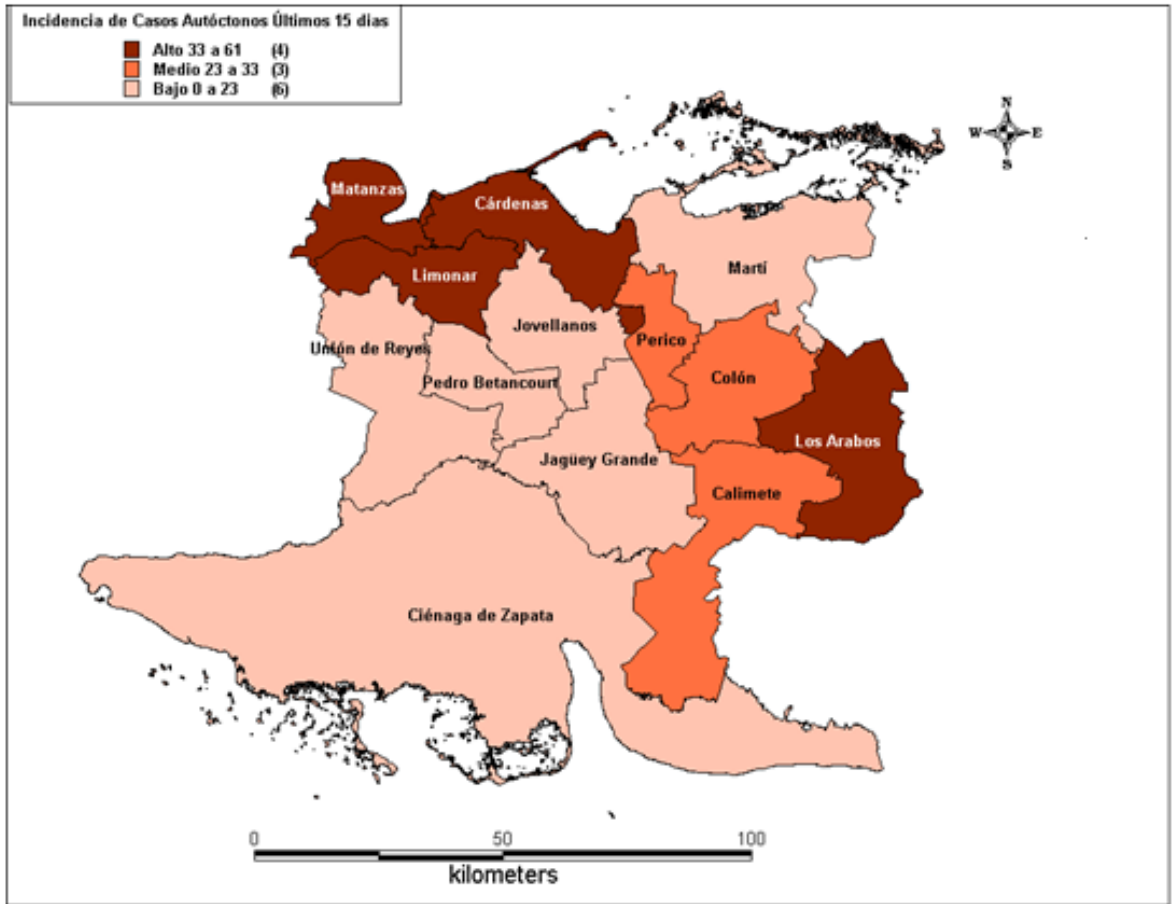 Incidencia de Casos Autóctonos Últimos 15 dias
Alto 33 a 61 (4)
Medio 23 a 33 (3)
Bajo 0 a 23 (6)
N
W E
S
Matanzas
Cárdenas
Limonar
Martí
Jovellanos
Unión de Reyes
Perico
Pedro Betancourt
Colón
Los Arabos
Jagüey Grande
Calimete
Ciénaga de Zapata
0 50 100
kilometers